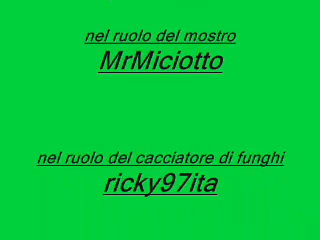 nel ruolo del mostro
MrMiciotto
nel ruolo del cacciatore di funghi
ricky97ita